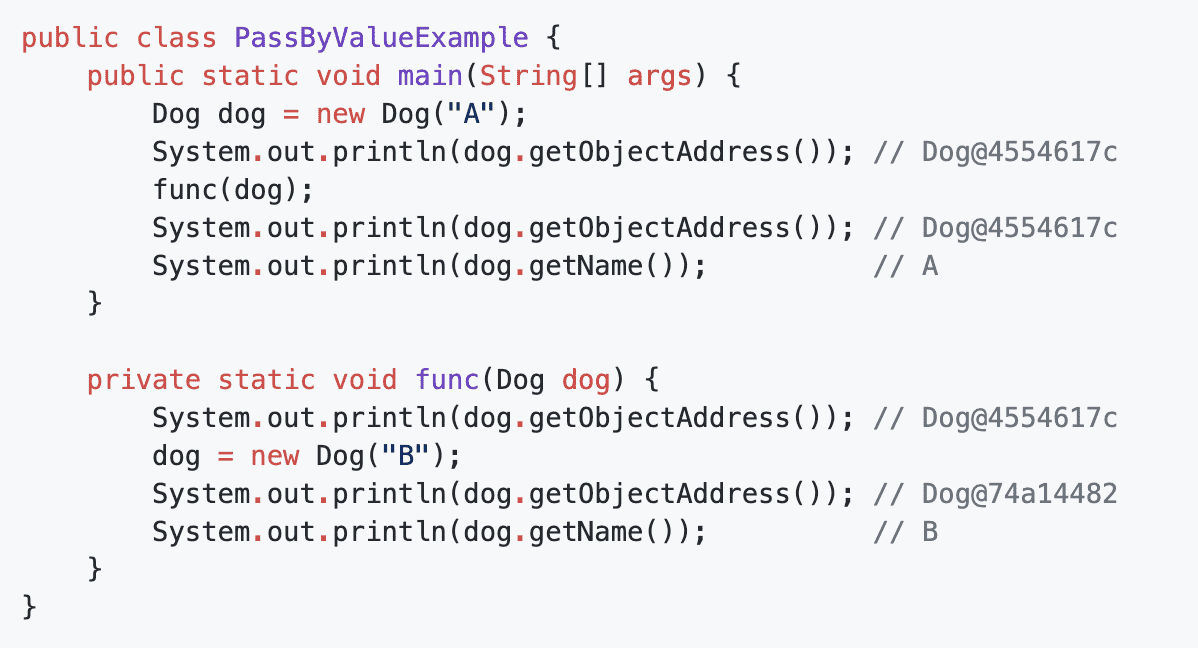 public class PassByValueExample {
    public static void main(String[] args) {
        Dog dog = new Dog("A");
        System.out.println(dog.getObjectAddress()); // Dog@4554617c
        func(dog);
        System.out.println(dog.getObjectAddress()); // Dog@4554617c
        System.out.println(dog.getName());          // A
    }

    private static void func(Dog dog) {
        System.out.println(dog.getObjectAddress()); // Dog@4554617c
        dog = new Dog("B");
        System.out.println(dog.getObjectAddress()); // Dog@74a14482
        System.out.println(dog.getName());          // B
    }
}